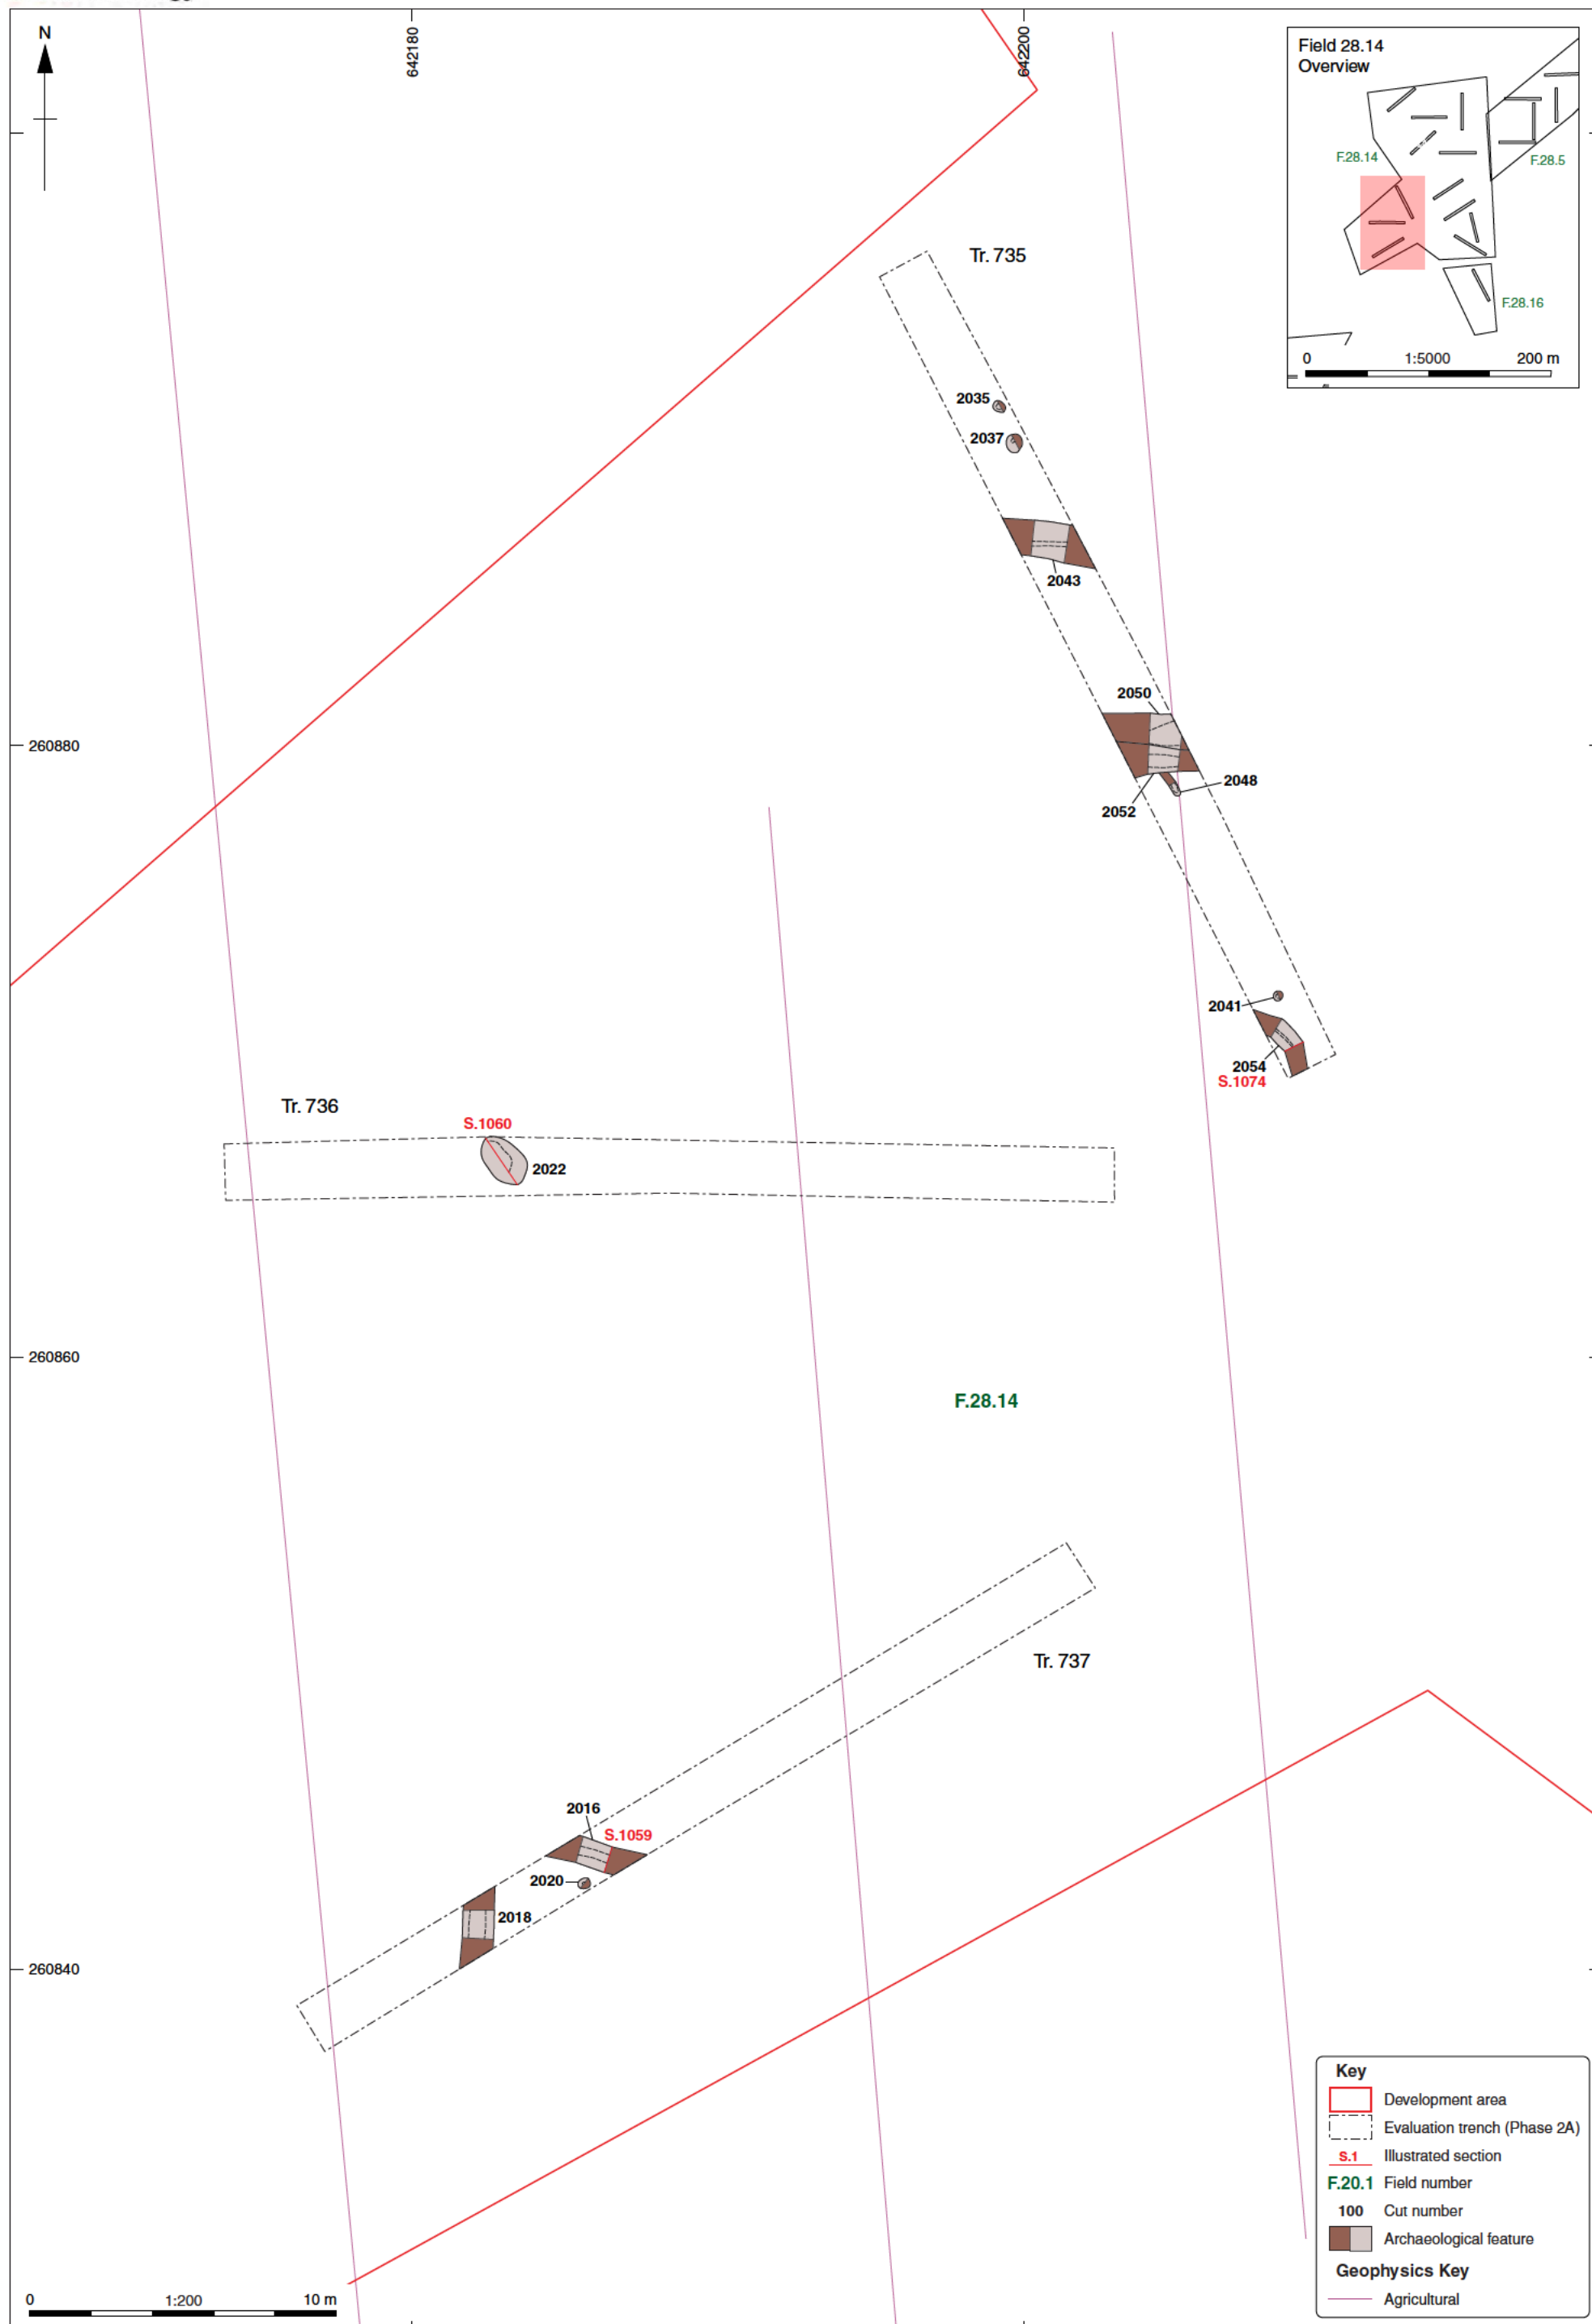 N
642180
642200
Field 28.14
Overview
F.28.14
F.28.5
F.28.16
0 1:5000 200 m
Tr. 735
2035
2037
2043
2050
260880
2048
2052
2041
2054
S.1074
Tr. 736
S.1060
2022
260860
F.28.14
Tr. 737
2016
S.1059
2020
2018
260840
Key
Development area
Evaluation trench (Phase 2A)
S.1 Illustrated section
F.20.1 Field number
100 Cut number
Archaeological feature
Geophysics Key
Agricultural
0 1:200 10 m